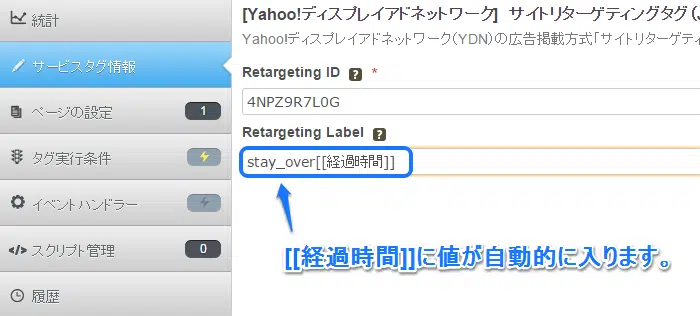 統計
サービスタグ情報
ページの設定
1
タグ実行条件
イベントハンドラー
スクリプト管理
0
履歴
[Yahoo!ディスプレイアドネットワーク] サイトリターゲティングタグ (J
Yahoo!ディスプレイアドネットワーク(YDN)の広告掲載方式「サイトリターゲティ
Retargeting ID ? *
4NPZ9R7L0G
Retargeting Label ?
stay_over[[経過時間]]
[[経過時間]]に値が自動的に入ります。